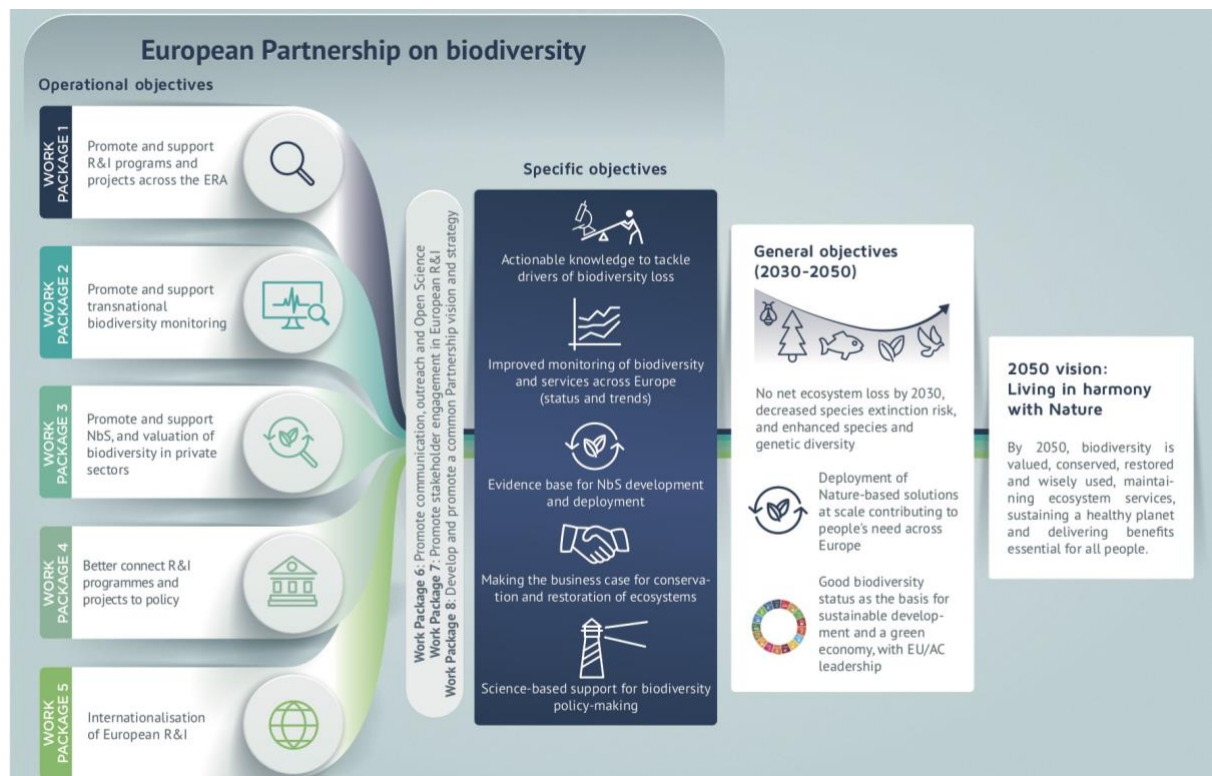 European Partnership on biodiversity
Operational objectives
WORK
PACKAGE 1
Promote and support
R&I programs and
projects across the ERA
WORK
PACKAGE 2
Promote and support
transnational
biodiversity monitoring
WORK
PACKAGE 3
Promote and support
NbS, and valuation of
biodiversity in private
sectors
WORK
PACKAGE 4
Better connect R&I
programmes and
projects to policy
WORK
PACKAGE 5
Internationalisation
of European R&I
Work Package 6: Promote communication, outreach and Open Science
Work Package 7: Promote stakeholder engagement in European R&I
Work Package 8: Develop and promote a common Partnership vision and strategy
Specific objectives
Actionable knowledge to tackle
drivers of biodiversity loss
Improved monitoring of biodiversity
and services across Europe
(status and trends)
Evidence base for NbS development
and deployment
Making the business case for conserva-
tion and restoration of ecosystems
Science-based support for biodiversity
policy-making
General objectives
(2030-2050)
No net ecosystem loss by 2030,
decreased species extinction risk,
and enhanced species and
genetic diversity
Deployment of
Nature-based solutions
at scale contributing to
people's need across
Europe
Good biodiversity
status as the basis for
sustainable develop-
ment and a green
economy, with EU/AC
leadership
2050 vision:
Living in harmony
with Nature
By 2050, biodiversity is
valued, conserved, restored
and wisely used, maintai-
ning ecosystem services,
sustaining a healthy planet
and delivering benefits
essential for all people.